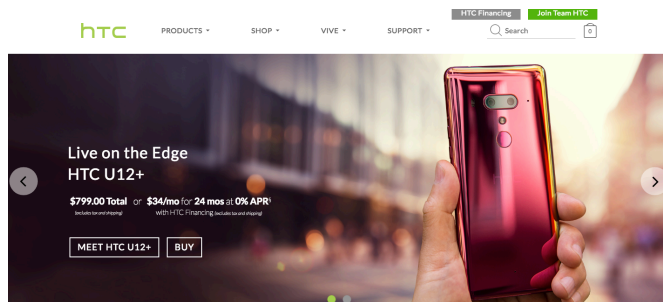 HTC Financing
Join Team HTC
hTC
PRODUCTS
SHOP
VIVE
SUPPORT
Search
0
Live on the Edge
HTC U12+
$799.00 Total or $34/mo for 24 mos at 0% APR§
(excludes tax and shipping) with HTC Financing (excludes tax and shipping)
MEET HTC U12+
BUY